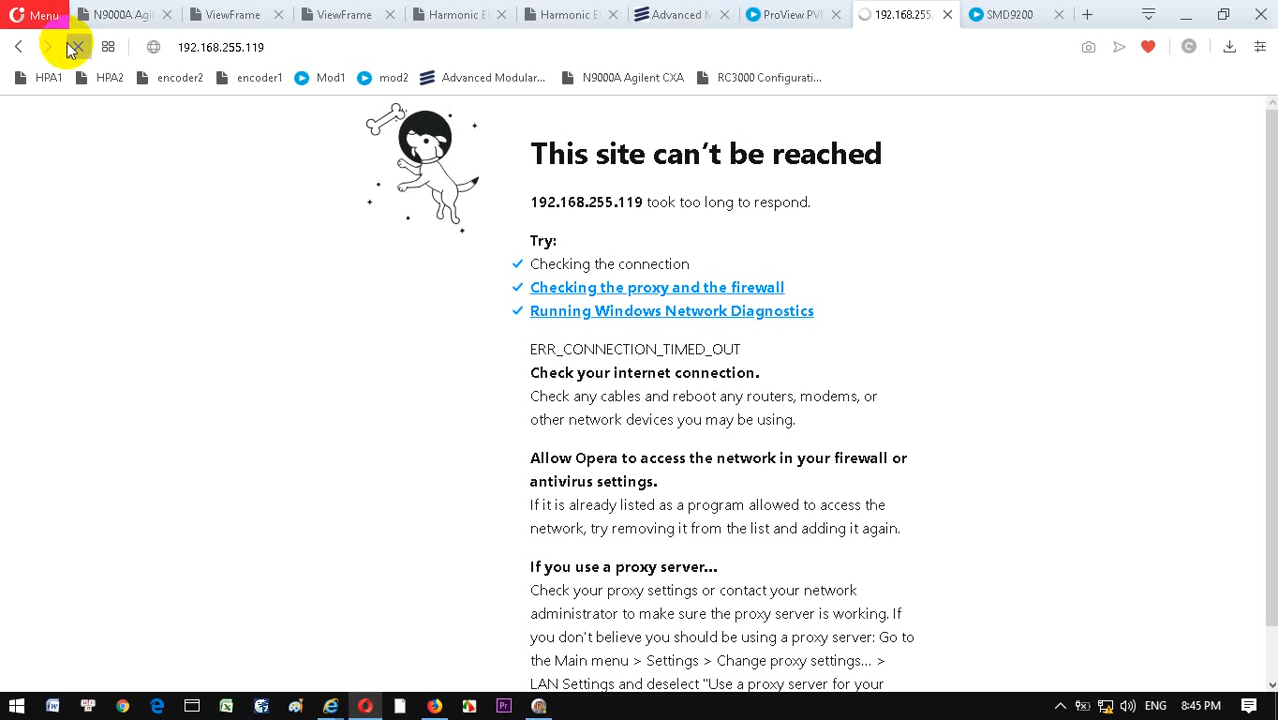 Menu N9000A Agil ViewFrame ViewFrame Harmonic Harmonic E Advanced M ProView PV 192.168.255. SMD9200
192.168.255.119
HPA1 HPA2 encoder2 encoder1 Mod1 mod2 Advanced Modular... N9000A Agilent CXA RC3000 Configurati...
This site can't be reached
192.168.255.119 took too long to respond.
Try:
Checking the connection
Checking the proxy and the firewall
Running Windows Network Diagnostics
ERR_CONNECTION_TIMED_OUT
Check your internet connection.
Check any cables and reboot any routers, modems, or
other network devices you may be using.
Allow Opera to access the network in your firewall or
antivirus settings.
If it is already listed as a program allowed to access the
network, try removing it from the list and adding it again.
If you use a proxy server...
Check your proxy settings or contact your network
administrator to make sure the proxy server is working. If
you don't believe you should be using a proxy server: Go to
the Main menu > Settings > Change proxy settings... >
LAN Settings and deselect "Use a proxy server for your
ENG 8:45 PM